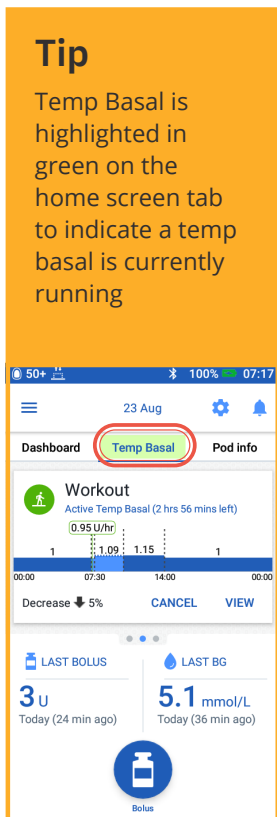 Tip
Temp Basal is
highlighted in
green on the
home screen tab
to indicate a temp
basal is currently
running
50+ 100% 07:17
23 Aug
Dashboard Temp Basal Pod info
Workout
Active Temp Basal (2 hrs 56 mins left)
0.95 U/hr
1 1.09 1.15 1
00:00 07:30 14:00 00:00
Decrease 5% CANCEL VIEW
LAST BOLUS LAST BG
3 U 5.1 mmol/L
Today (24 min ago) Today (36 min ago)
Bolus